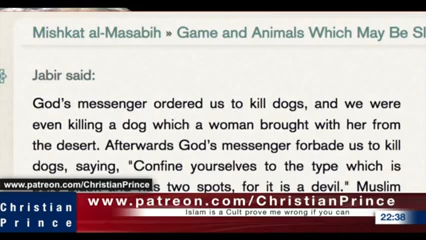 Mishkat al-Masabih » Game and Animals Which May Be Sl
Jabir said:
God's messenger ordered us to kill dogs, and we were
even killing a dog which a woman brought with her from
the desert. Afterwards God's messenger forbade us to kill
dogs, saying, "Confine yourselves to the type which is
two spots, for it is a devil." Muslim
www.patreon.com/ChristianPrince
www.patreon.com/ChristianPrince
Christian
Prince
Islam is a Cult prove me wrong if you can
22:38